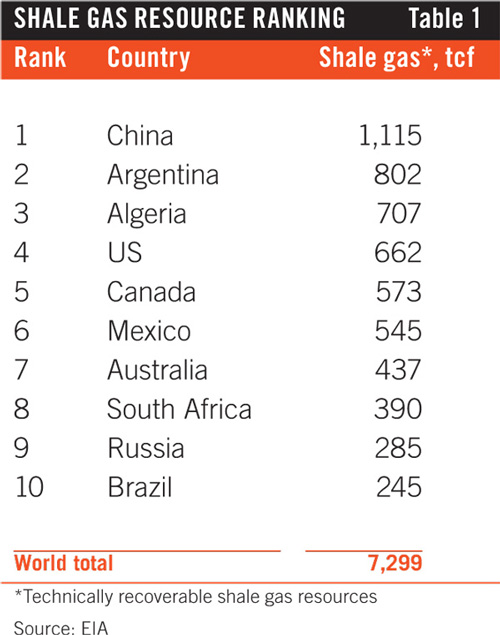 SHALE GAS RESOURCE RANKING Table 1
Rank Country Shale gas*, tcf
1 China 1,115
2 Argentina 802
3 Algeria 707
4 US 662
5 Canada 573
6 Mexico 545
7 Australia 437
8 South Africa 390
9 Russia 285
10 Brazil 245
World total 7,299
*Technically recoverable shale gas resources
Source: EIA